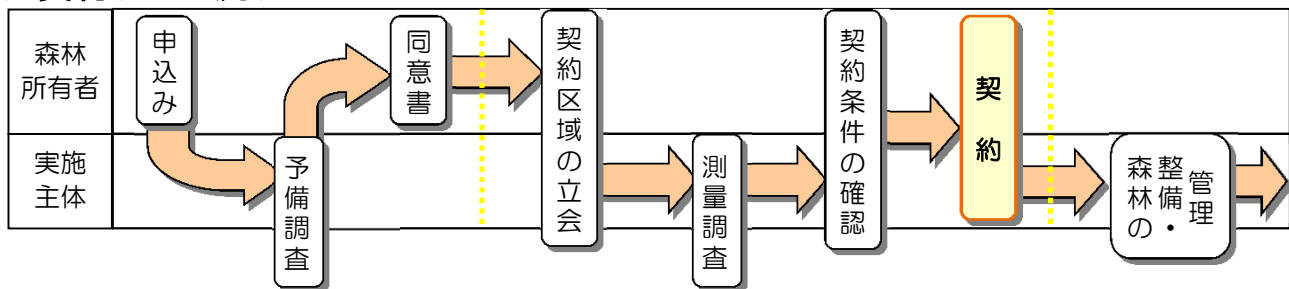 森林
所有者
実施
主体
申込み
予備調査
同意書
契約区域の立会
測量調査
契約条件の確認
契約
森林の
整備・
管理